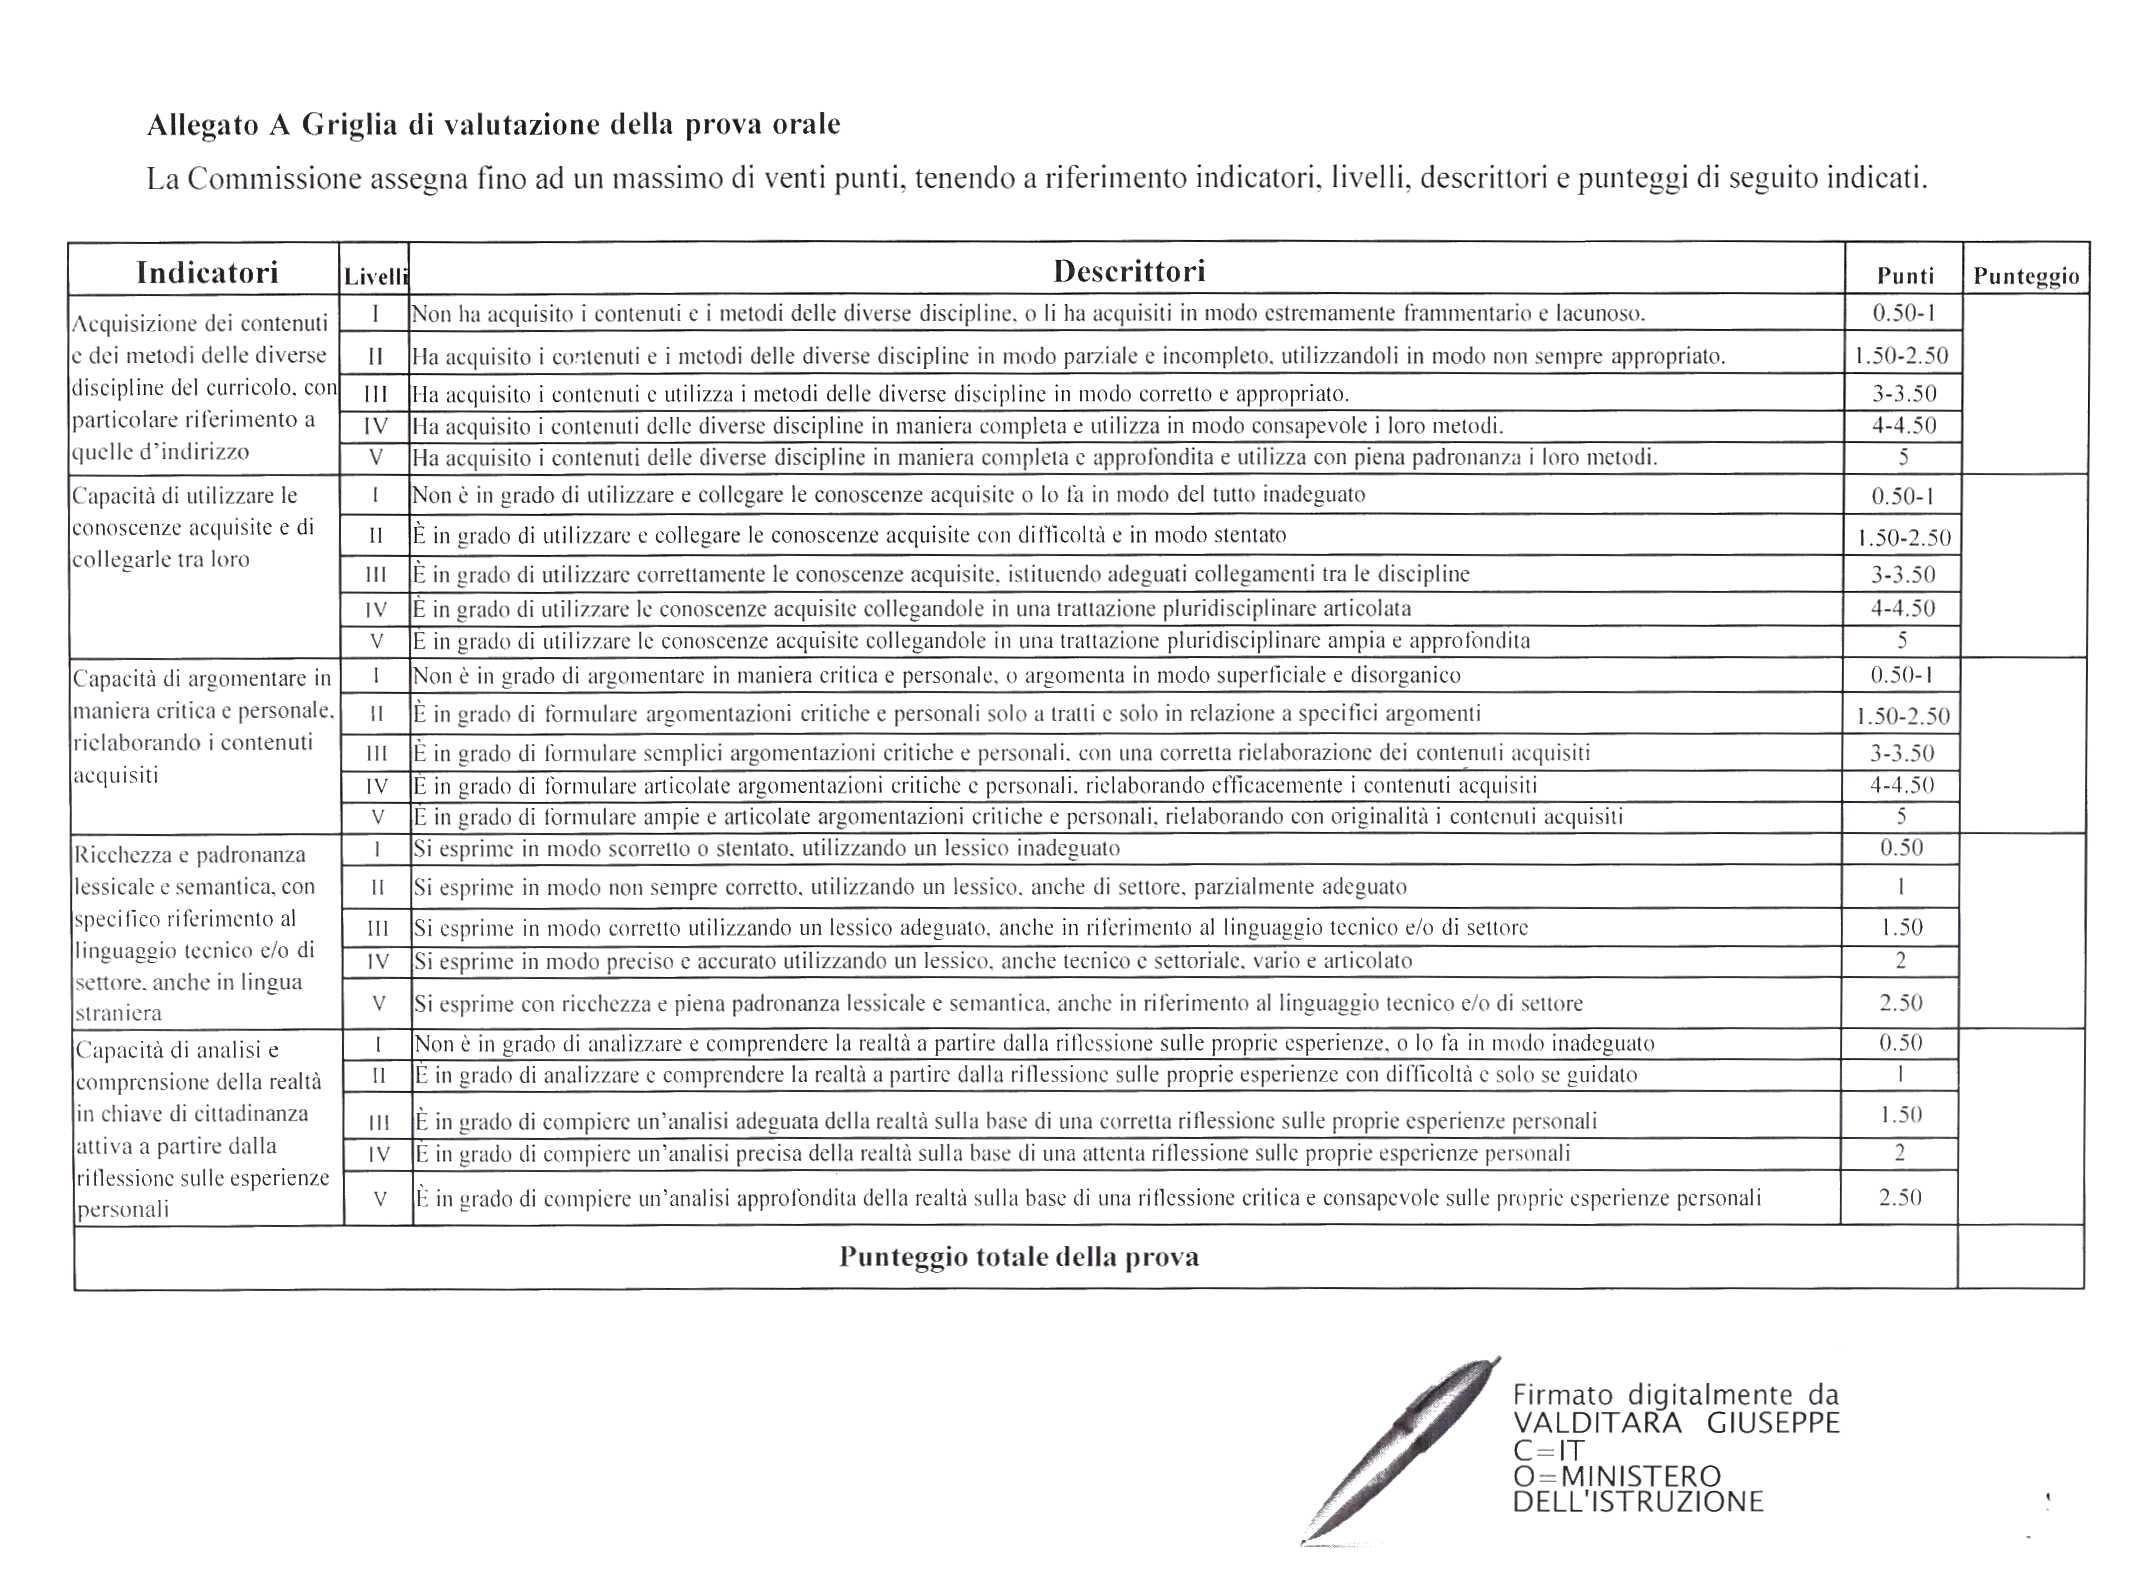 Allegato A Griglia di valutazione della prova orale
La Commissione assegna fino ad un massimo di venti punti, tenendo a riferimento indicatori, livelli, descrittori e punteggi di seguito indicati.
Indicatori Livelli Descrittori Punti Punteggio
Acquisizione dei contenuti
e dei metodi delle diverse
discipline del curricolo, con
particolare riferimento a
quelle d'indirizzo
I Non ha acquisito i contenuti e i metodi delle diverse discipline, o li ha acquisiti in modo estremamente frammentario e lacunoso. 0.50-1
II Ha acquisito i contenuti e i metodi delle diverse discipline in modo parziale e incompleto, utilizzandoli in modo non sempre appropriato. 1.50-2.50
III Ha acquisito i contenuti e utilizza i metodi delle diverse discipline in modo corretto e appropriato. 3-3.50
IV Ha acquisito i contenuti delle diverse discipline in maniera completa e utilizza in modo consapevole i loro metodi. 4-4.50
V Ha acquisito i contenuti delle diverse discipline in maniera completa e approfondita e utilizza con piena padronanza i loro metodi. 5
Capacità di utilizzare le
conoscenze acquisite e di
collegarle tra loro
I Non è in grado di utilizzare e collegare le conoscenze acquisite o lo fa in modo del tutto inadeguato 0.50-1
II È in grado di utilizzare e collegare le conoscenze acquisite con difficoltà e in modo stentato 1.50-2.50
III È in grado di utilizzare correttamente le conoscenze acquisite, istituendo adeguati collegamenti tra le discipline 3-3.50
IV È in grado di utilizzare le conoscenze acquisite collegandole in una trattazione pluridisciplinare articolata 4-4.50
V È in grado di utilizzare le conoscenze acquisite collegandole in una trattazione pluridisciplinare ampia e approfondita 5
Capacità di argomentare in
maniera critica e personale,
rielaborando i contenuti
acquisiti
I Non è in grado di argomentare in maniera critica e personale, o argomenta in modo superficiale e disorganico 0.50-1
II È in grado di formulare argomentazioni critiche e personali solo a tratti e solo in relazione a specifici argomenti 1.50-2.50
III È in grado di formulare semplici argomentazioni critiche e personali, con una corretta rielaborazione dei contenuti acquisiti 3-3.50
IV È in grado di formulare articolate argomentazioni critiche e personali, rielaborando efficacemente i contenuti acquisiti 4-4.50
V È in grado di formulare ampie e articolate argomentazioni critiche e personali, rielaborando con originalità i contenuti acquisiti 5
Ricchezza e padronanza
lessicale e semantica, con
specifico riferimento al
linguaggio tecnico e/o di
settore, anche in lingua
straniera
I Si esprime in modo scorretto o stentato, utilizzando un lessico inadeguato 0.50
II Si esprime in modo non sempre corretto, utilizzando un lessico, anche di settore, parzialmente adeguato 1
III Si esprime in modo corretto utilizzando un lessico adeguato, anche in riferimento al linguaggio tecnico e/o di settore 1.50
IV Si esprime in modo preciso e accurato utilizzando un lessico, anche tecnico e settoriale, vario e articolato 2
V Si esprime con ricchezza e piena padronanza lessicale e semantica, anche in riferimento al linguaggio tecnico e/o di settore 2.50
Capacità di analisi e
comprensione della realtà
in chiave di cittadinanza
attiva a partire dalla
riflessione sulle esperienze
personali
I Non è in grado di analizzare e comprendere la realtà a partire dalla riflessione sulle proprie esperienze, o lo fa in modo inadeguato 0.50
II È in grado di analizzare e comprendere la realtà a partire dalla riflessione sulle proprie esperienze con difficoltà e solo se guidato 1
III È in grado di compiere un'analisi adeguata della realtà sulla base di una corretta riflessione sulle proprie esperienze personali 1.50
IV È in grado di compiere un'analisi precisa della realtà sulla base di una attenta riflessione sulle proprie esperienze personali 2
V È in grado di compiere un'analisi approfondita della realtà sulla base di una riflessione critica e consapevole sulle proprie esperienze personali 2.50
Punteggio totale della prova
Firmato digitalmente da
VALDITARA GIUSEPPE
C=IT
O=MINISTERO
DELL'ISTRUZIONE